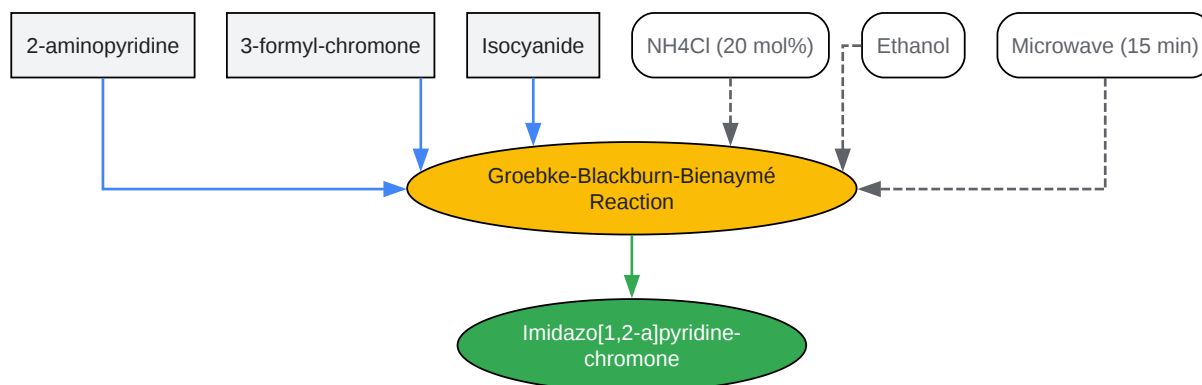 2-aminopyridine
3-formyl-chromone
Isocyanide
NH4Cl (20 mol%)
Ethanol
Microwave (15 min)
Groebke-Blackburn-Bienaymé
Reaction
Imidazo[1,2-a]pyridine-
chromone